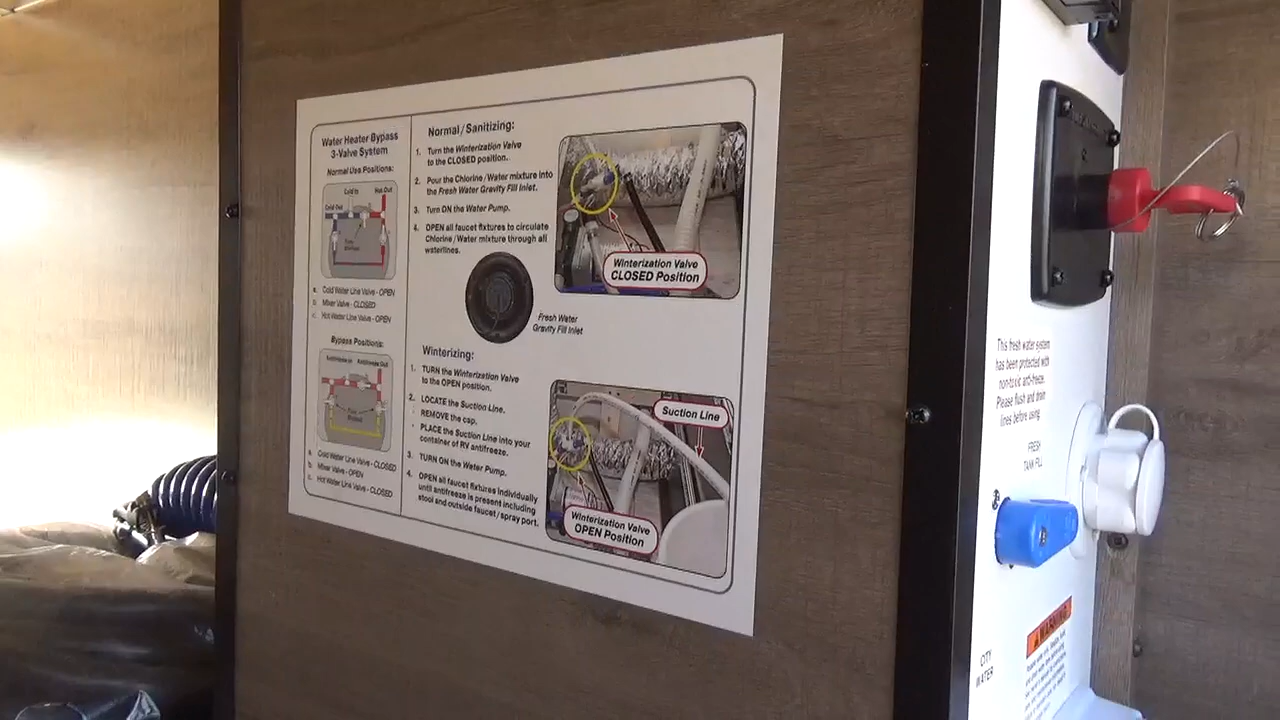 Water Heater Bypass
3-Valve System
Normal Use Positions:
Cold In
Hot Out
Cold Out
a. Cold Water Line Valve - OPEN
b. Mixer Valve - CLOSED
c. Hot Water Line Valve - OPEN
Bypass Positions:
Antifreeze In
Antifreeze Out
a. Cold Water Line Valve - CLOSED
b. Mixer Valve - OPEN
c. Hot Water Line Valve - CLOSED
Normal/Sanitizing:
1. Turn the Winterization Valve
to the CLOSED position.
2. Pour the Chlorine/Water mixture into
the Fresh Water Gravity Fill Inlet.
3. Turn ON the Water Pump.
4. OPEN all faucet fixtures to circulate
Chlorine/Water mixture through all
waterlines.
Fresh Water
Gravity Fill Inlet
Winterization Valve
CLOSED Position
Winterizing:
1. TURN the Winterization Valve
to the OPEN position.
2. LOCATE the Suction Line.
· REMOVE the cap.
· PLACE the Suction Line into your
container of RV antifreeze.
3. TURN ON the Water Pump.
4. OPEN all faucet fixtures individually
until antifreeze is present including
stool and outside faucet/spray port.
Suction Line
Winterization Valve
OPEN Position
This fresh water system
has been protected with
non-toxic anti-freeze.
Please flush and drain
lines before using.
FRESH
TANK FILL
WARNING
CITY
WATER